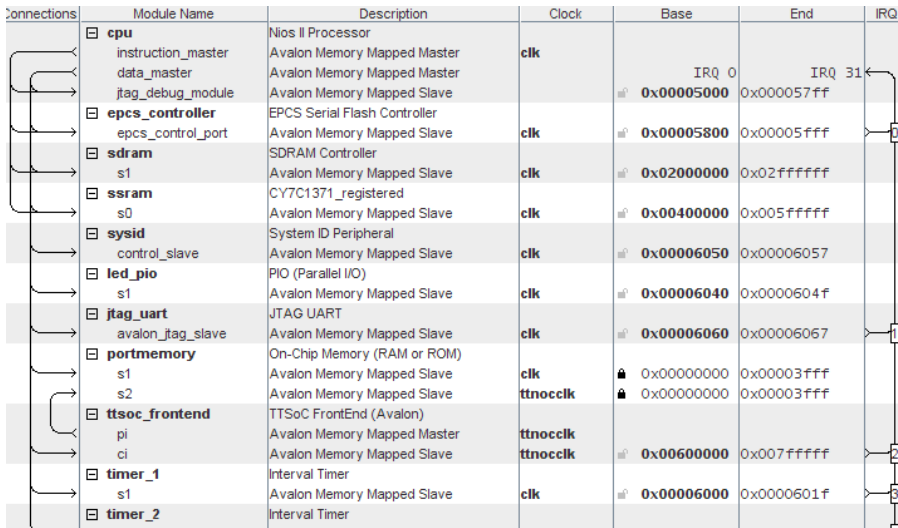 Connections Module Name Description Clock Base End IRQ
cpu Nios II Processor
instruction_master Avalon Memory Mapped Master clk
data_master Avalon Memory Mapped Master IRQ 0 IRQ 31
jtag_debug_module Avalon Memory Mapped Slave 0x00005000 0x000057ff
epcs_controller EPCS Serial Flash Controller
epcs_control_port Avalon Memory Mapped Slave clk 0x00005800 0x00005fff 0
sdram SDRAM Controller
s1 Avalon Memory Mapped Slave clk 0x02000000 0x02ffffff
ssram CY7C1371_registered
s0 Avalon Memory Mapped Slave clk 0x00400000 0x005fffff
sysid System ID Peripheral
control_slave Avalon Memory Mapped Slave clk 0x00006050 0x00006057
led_pio PIO (Parallel I/O)
s1 Avalon Memory Mapped Slave clk 0x00006040 0x0000604f
jtag_uart JTAG UART
avalon_jtag_slave Avalon Memory Mapped Slave clk 0x00006060 0x00006067 1
portmemory On-Chip Memory (RAM or ROM)
s1 Avalon Memory Mapped Slave clk 0x00000000 0x00003fff
s2 Avalon Memory Mapped Slave ttnocclk 0x00000000 0x00003fff
ttsoc_frontend TTSoC FrontEnd (Avalon)
pi Avalon Memory Mapped Master ttnocclk
ci Avalon Memory Mapped Slave ttnocclk 0x00600000 0x007fffff 2
timer_1 Interval Timer
s1 Avalon Memory Mapped Slave clk 0x00006000 0x0000601f 3
timer_2 Interval Timer